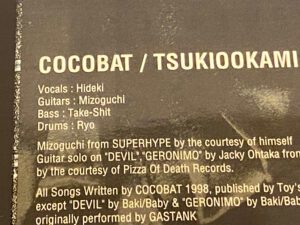 COCOBAT / TSUKIOOKAMI
Vocals : Hideki
Guitars : Mizoguchi
Bass : Take-Shit
Drums : Ryo
Mizoguchi from SUPERHYPE by the courtesy of himself
Guitar solo on "DEVIL","GERONIMO" by Jacky Ohtaka from
by the courtesy of Pizza Of Death Records.
All Songs Written by COCOBAT 1998, published by Toy's
except "DEVIL" by Baki/Baby & "GERONIMO" by Baki/Baby
originally performed by GASTANK